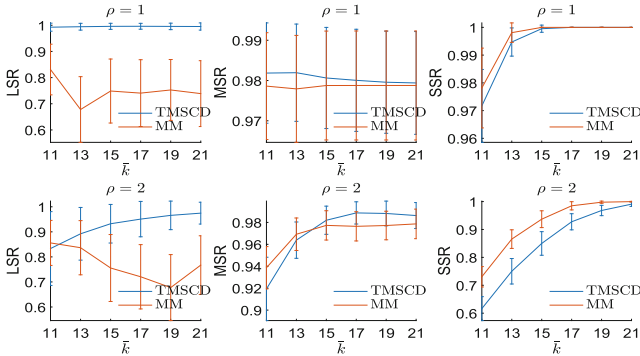 ρ = 1
LSR
1
0.9
0.8
0.7
0.6
TMSCD
MM
11 13 15 17 19 21
k̄
ρ = 1
MSR
0.99
0.98
0.97
TMSCD
MM
11 13 15 17 19 21
k̄
ρ = 1
SSR
1
0.99
0.98
0.97
0.96
TMSCD
MM
11 13 15 17 19 21
k̄
ρ = 2
LSR
1
0.9
0.8
0.7
0.6
TMSCD
MM
11 13 15 17 19 21
k̄
ρ = 2
MSR
0.98
0.96
0.94
0.92
0.9
TMSCD
MM
11 13 15 17 19 21
k̄
ρ = 2
SSR
1
0.9
0.8
0.7
0.6
TMSCD
MM
11 13 15 17 19 21
k̄